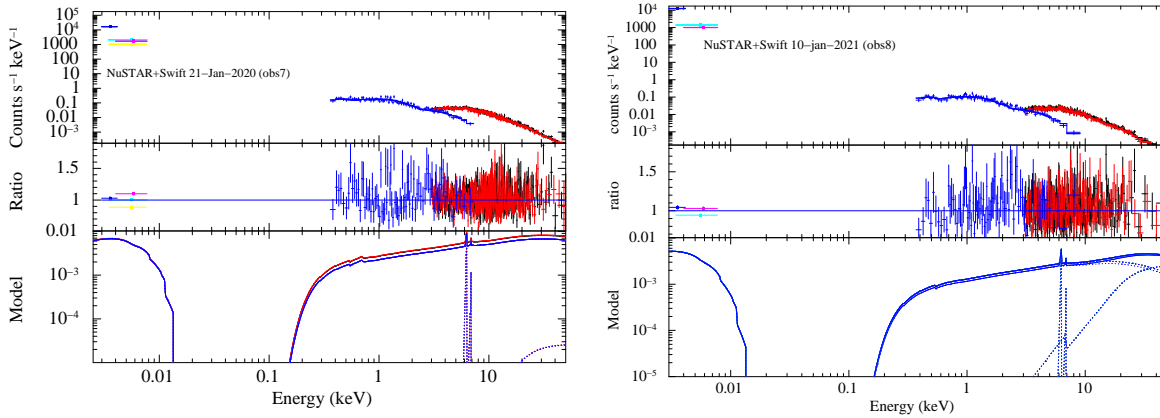 10⁵
10⁴
1000
100
10
1
0.1
0.01
10⁻³
Counts s⁻¹ keV⁻¹
NuSTAR+Swift 21−Jan−2020 (obs7)
1.5
1
0.01
Ratio
10⁻³
10⁻⁴
Model
0.01 0.1 1 10
Energy (keV)
10⁴
1000
100
10
1
0.1
0.01
10⁻³
counts s⁻¹ keV⁻¹
NuSTAR+Swift 10−jan−2021 (obs8)
1.5
1
0.01
ratio
10⁻³
10⁻⁴
10⁻⁵
Model
0.01 0.1 1 10
Energy (keV)